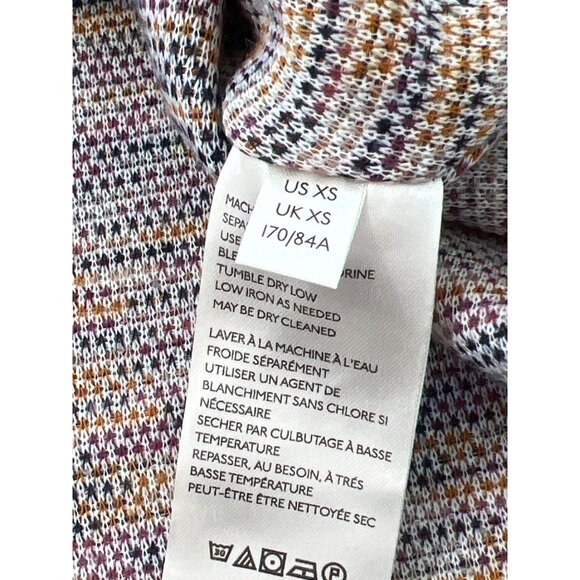 US XS
UK XS
170/84A
MACH
SEPA
USE
BLE ORINE
TUMBLE DRY LOW
LOW IRON AS NEEDED
MAY BE DRY CLEANED
LAVER À LA MACHINE À L'EAU
FROIDE SÉPARÉMENT
UTILISER UN AGENT DE
BLANCHIMENT SANS CHLORE SI
NÉCESSAIRE
SECHER PAR CULBUTAGE À BASSE
TEMPERATURE
REPASSER, AU BESOIN, À TRÉS
BASSE TEMPÉRATURE
PEUT-ÊTRE ÊTRE NETTOYÉE SEC
30